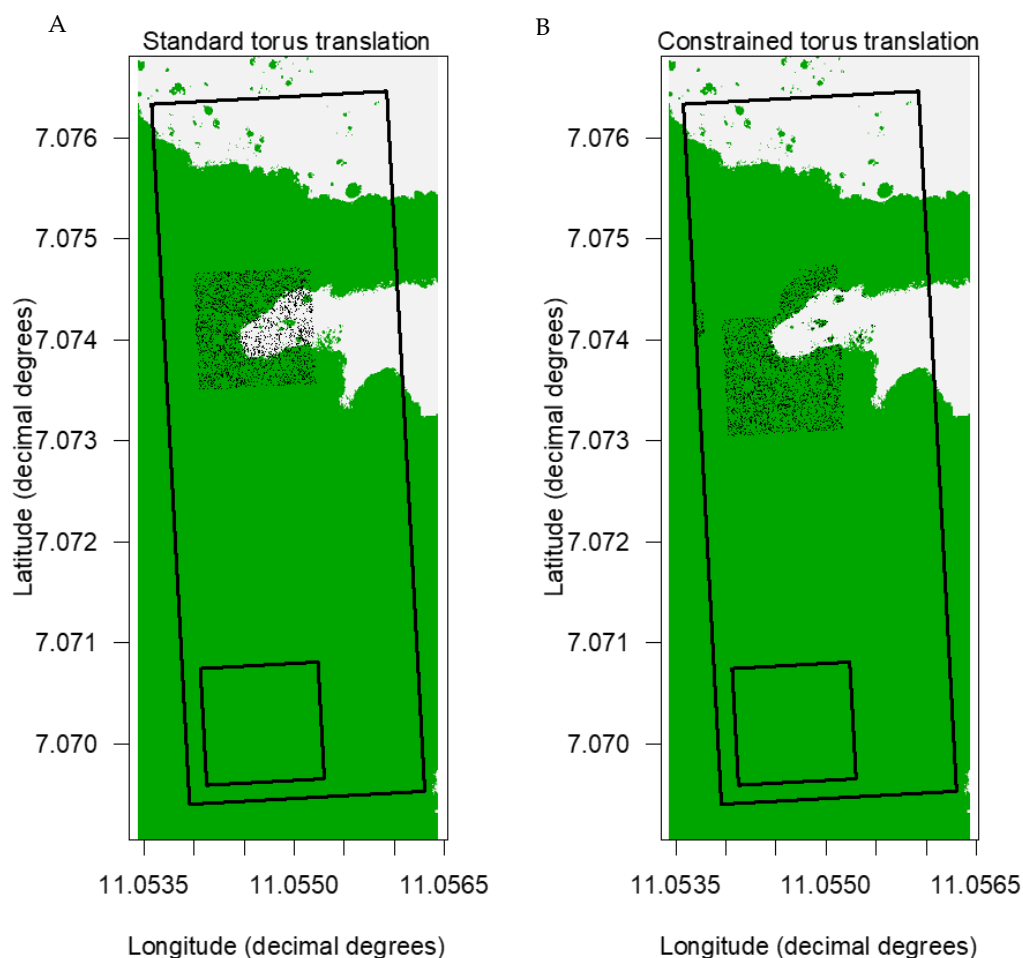 A
Standard torus translation
7.076
7.075
7.074
7.073
7.072
7.071
7.070
Latitude (decimal degrees)
11.0535 11.0550 11.0565
Longitude (decimal degrees)
B
Constrained torus translation
7.076
7.075
7.074
7.073
7.072
7.071
7.070
Latitude (decimal degrees)
11.0535 11.0550 11.0565
Longitude (decimal degrees)